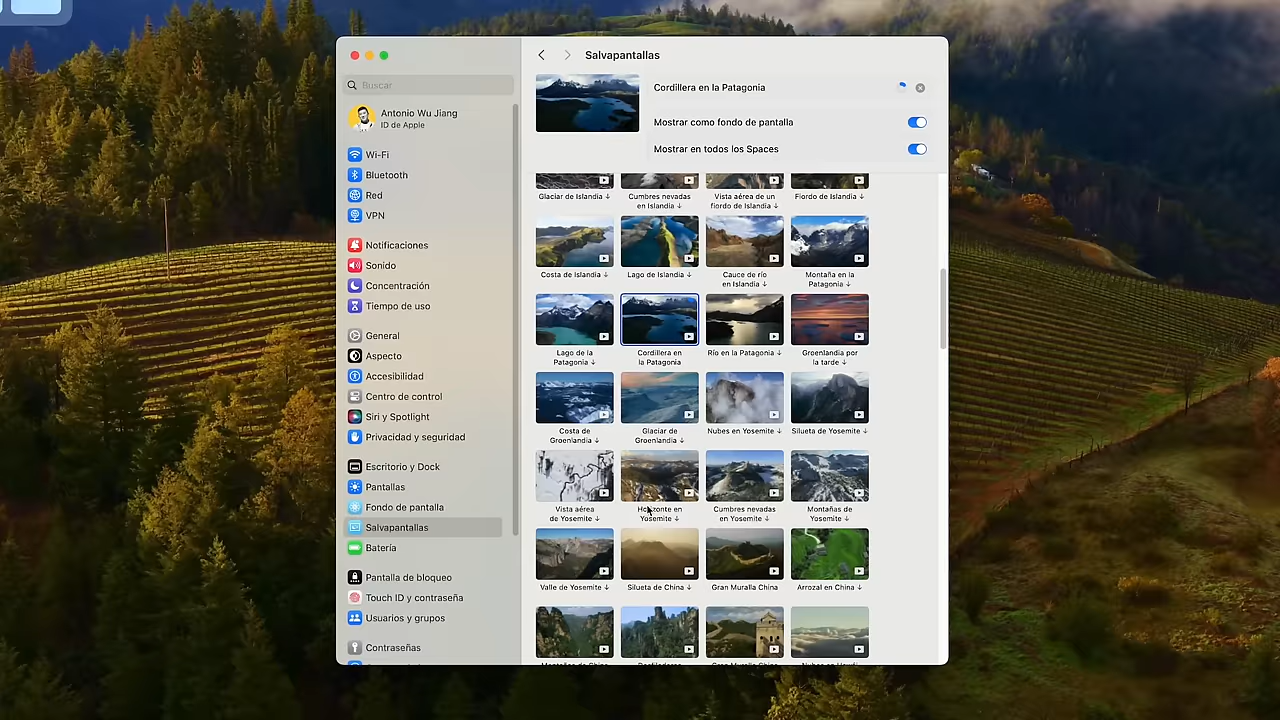 Salvapantallas
Buscar
Antonio Wu Jiang
ID de Apple
Wi-Fi
Bluetooth
Red
VPN
Notificaciones
Sonido
Concentración
Tiempo de uso
General
Aspecto
Accesibilidad
Centro de control
Siri y Spotlight
Privacidad y seguridad
Escritorio y Dock
Pantallas
Fondo de pantalla
Salvapantallas
Batería
Pantalla de bloqueo
Touch ID y contraseña
Usuarios y grupos
Contraseñas
Cordillera en la Patagonia
Mostrar como fondo de pantalla
Mostrar en todos los Spaces
Glaciar de Islandia ↓
Cumbres nevadas
en Islandia ↓
Vista aérea de un
fiordo de Islandia ↓
Fiordo de Islandia ↓
Costa de Islandia ↓
Lago de Islandia ↓
Cauce de río
en Islandia ↓
Montaña en la
Patagonia ↓
Lago de la
Patagonia ↓
Cordillera en
la Patagonia
Río en la Patagonia ↓
Groenlandia por
la tarde ↓
Costa de
Groenlandia ↓
Glaciar de
Groenlandia ↓
Nubes en Yosemite ↓
Silueta de Yosemite ↓
Vista aérea
de Yosemite ↓
Horizonte en
Yosemite ↓
Cumbres nevadas
en Yosemite ↓
Montañas de
Yosemite ↓
Valle de Yosemite ↓
Silueta de China ↓
Gran Muralla China
Arrozal en China ↓